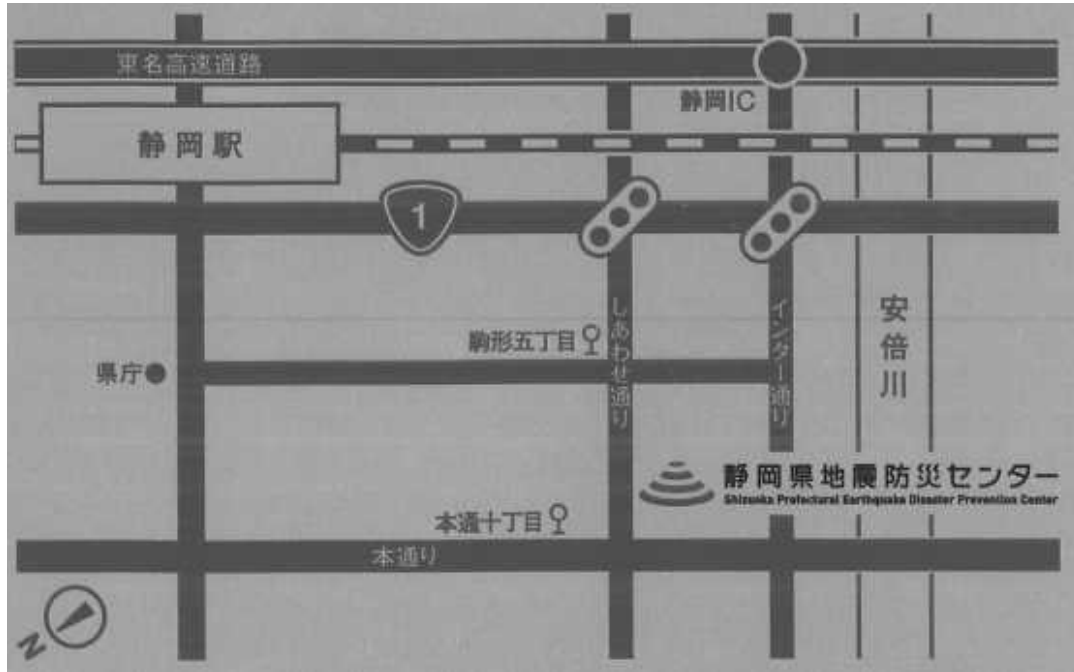 東名高速道路
静岡IC
静岡駅
1
しあわせ通り
インター通り
安倍川
駒形五丁目
県庁
静岡県地震防災センター
Shizuoka Prefectural Earthquake Disaster Prevention Center
本通十丁目
本通り
N